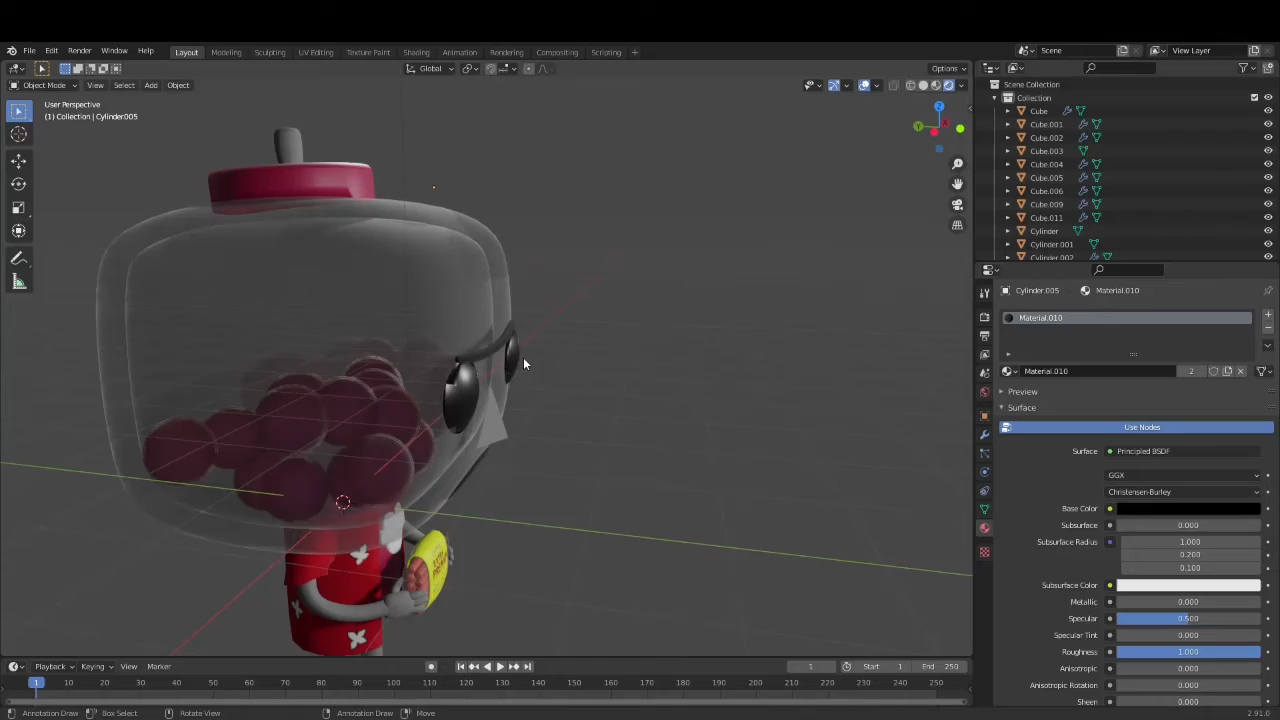 File Edit Render Window Help Layout Modeling Sculpting UV Editing Texture Paint Shading Animation Rendering Compositing Scripting + Scene View Layer
Global Options
Object Mode View Select Add Object
User Perspective
(1) Collection | Cylinder.005
Z
Y
X
Scene Collection
Collection
Cube
Cube.001
Cube.002
Cube.003
Cube.004
Cube.005
Cube.006
Cube.009
Cube.011
Cylinder
Cylinder.001
Cylinder.002
Cylinder.005 Material.010
Material.010
Material.010 2
Preview
Surface
Use Nodes
Surface Principled BSDF
GGX
Christensen-Burley
Base Color
Subsurface 0.000
Subsurface Radius 1.000
0.200
0.100
Subsurface Color
Metallic 0.000
Specular 0.500
Specular Tint 0.000
Roughness 1.000
Anisotropic 0.000
Anisotropic Rotation 0.000
Sheen 0.000
Playback Keying View Marker 1 Start 1 End 250
1 10 20 30 40 50 60 70 80 90 100 110 120 130 140 150 160 170 180 190 200 210 220 230 240 250
Annotation Draw Box Select Rotate View Annotation Draw Move 2.91.0